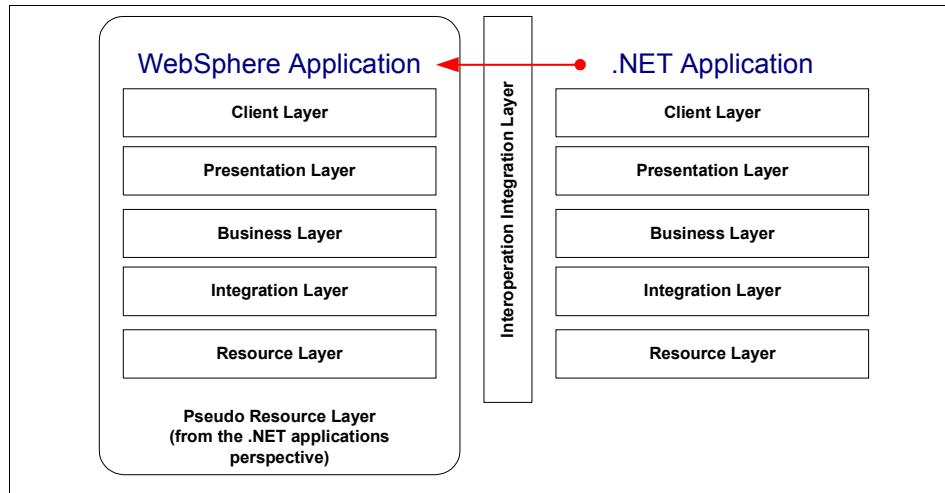 WebSphere Application
Client Layer
Presentation Layer
Business Layer
Integration Layer
Resource Layer
Pseudo Resource Layer
(from the .NET applications
perspective)
Interoperation Integration Layer
.NET Application
Client Layer
Presentation Layer
Business Layer
Integration Layer
Resource Layer